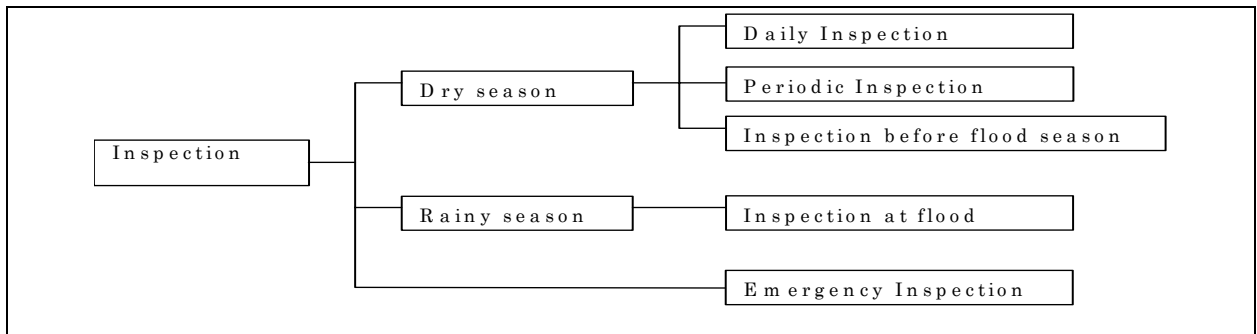 Inspection
Dry season
Daily Inspection
Periodic Inspection
Inspection before flood season
Rainy season
Inspection at flood
Emergency Inspection